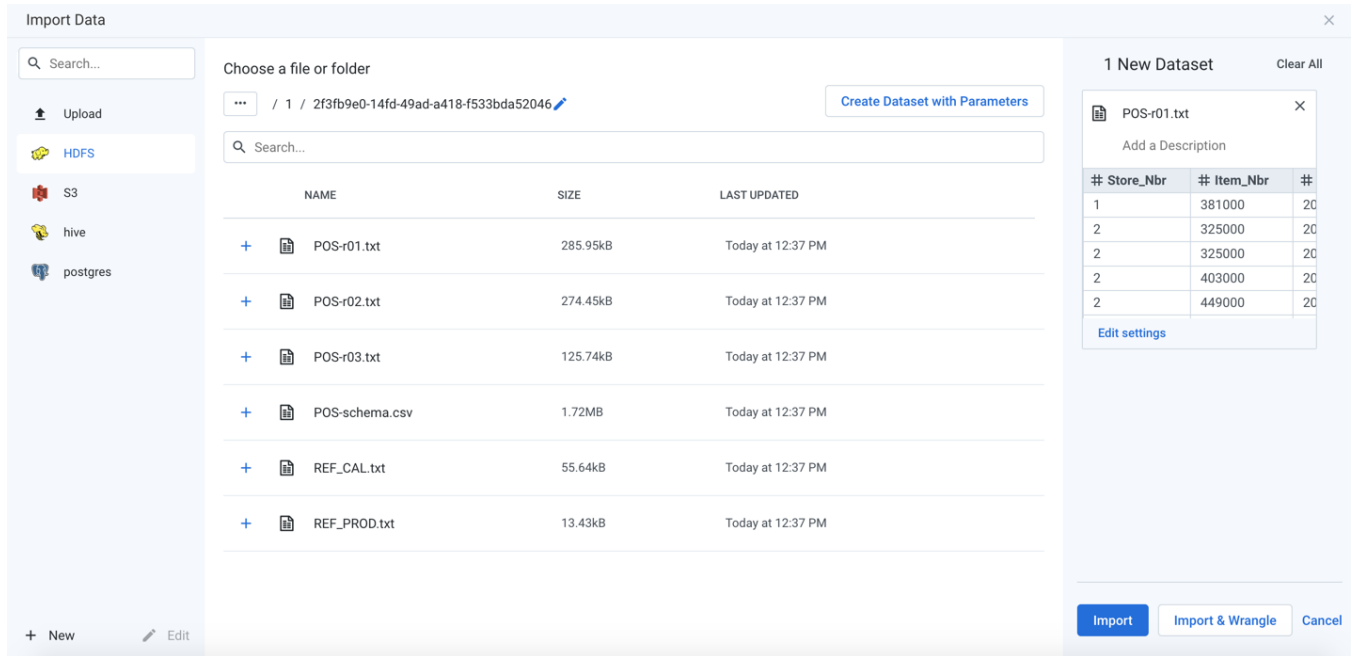 Import Data
Search...
Upload
HDFS
S3
hive
postgres
+ New
Edit
Choose a file or folder
... / 1 / 2f3fb9e0-14fd-49ad-a418-f533bda52046
Create Dataset with Parameters
Search...
NAME SIZE LAST UPDATED
+ POS-r01.txt 285.95kB Today at 12:37 PM
+ POS-r02.txt 274.45kB Today at 12:37 PM
+ POS-r03.txt 125.74kB Today at 12:37 PM
+ POS-schema.csv 1.72MB Today at 12:37 PM
+ REF_CAL.txt 55.64kB Today at 12:37 PM
+ REF_PROD.txt 13.43kB Today at 12:37 PM
1 New Dataset Clear All
POS-r01.txt
Add a Description
# Store_Nbr # Item_Nbr #
1 381000 20
2 325000 20
2 325000 20
2 403000 20
2 449000 20
Edit settings
Import Import & Wrangle Cancel